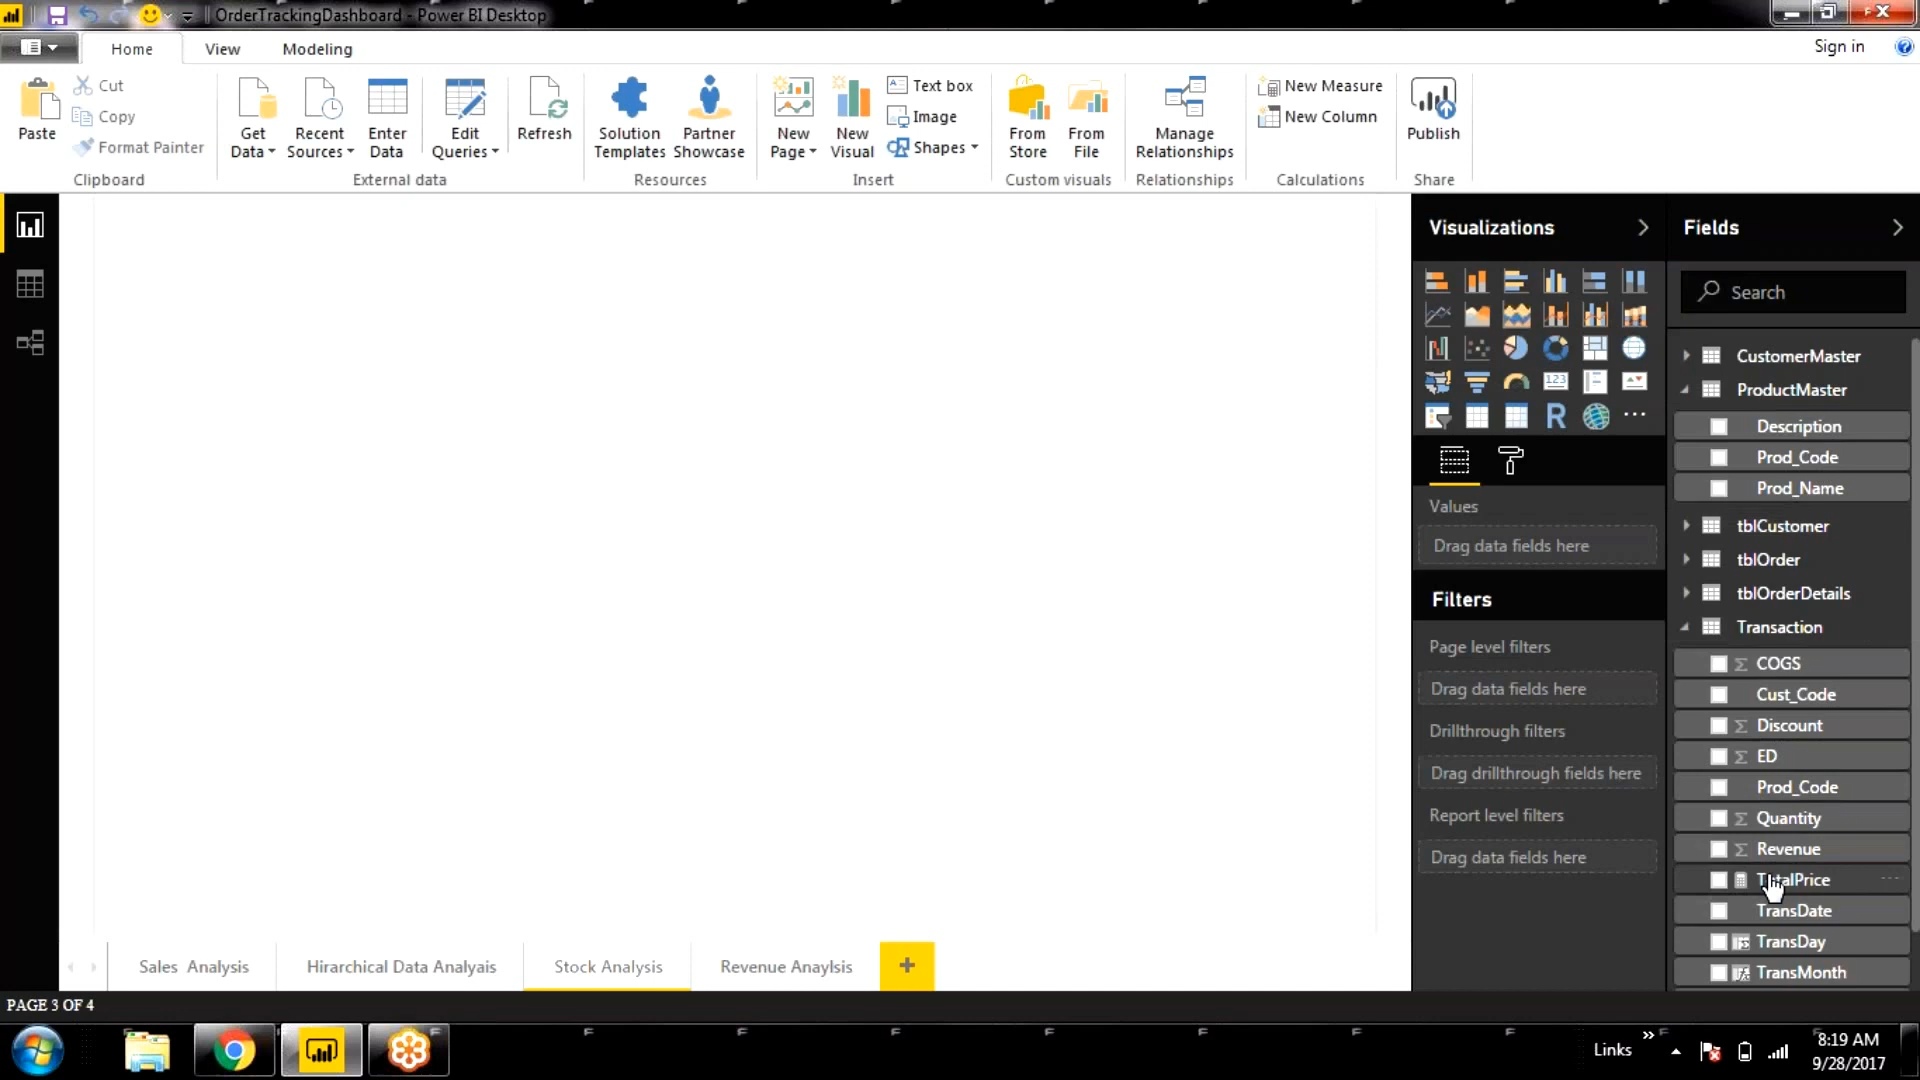 OrderTrackingDashboard - Power BI Desktop
Home
View
Modeling
Sign in
?
Paste
Cut
Copy
Format Painter
Clipboard
Get
Data
Recent
Sources
Enter
Data
Edit
Queries
Refresh
External data
Solution
Templates
Partner
Showcase
Resources
New
Page
New
Visual
Text box
Image
Shapes
Insert
From
Store
From
File
Custom visuals
Manage
Relationships
Relationships
New Measure
New Column
Calculations
Publish
Share
Visualizations
123
R
Values
Drag data fields here
Filters
Page level filters
Drag data fields here
Drillthrough filters
Drag drillthrough fields here
Report level filters
Drag data fields here
Fields
Search
CustomerMaster
ProductMaster
Description
Prod_Code
Prod_Name
tblCustomer
tblOrder
tblOrderDetails
Transaction
Σ COGS
Cust_Code
Σ Discount
Σ ED
Prod_Code
Σ Quantity
Σ Revenue
TotalPrice
TransDate
TransDay
TransMonth
Sales Analysis
Hirarchical Data Analyais
Stock Analysis
Revenue Anaylsis
+
PAGE 3 OF 4
Links
8:19 AM
9/28/2017